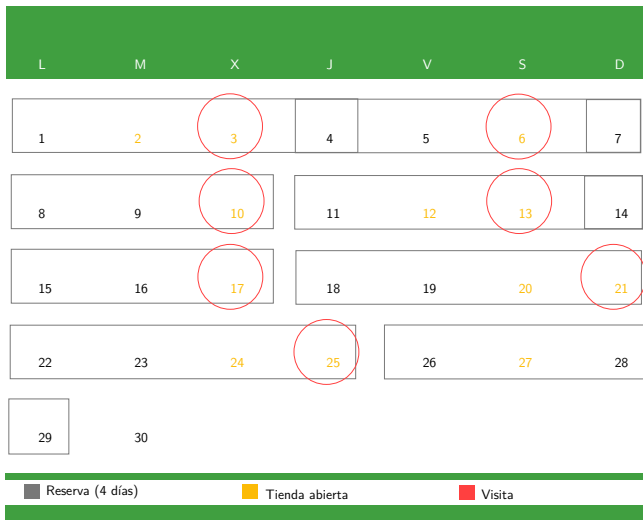 L M X J V S D
1 2 3 4 5 6 7
8 9 10 11 12 13 14
15 16 17 18 19 20 21
22 23 24 25 26 27 28
29 30
Reserva (4 días) Tienda abierta Visita